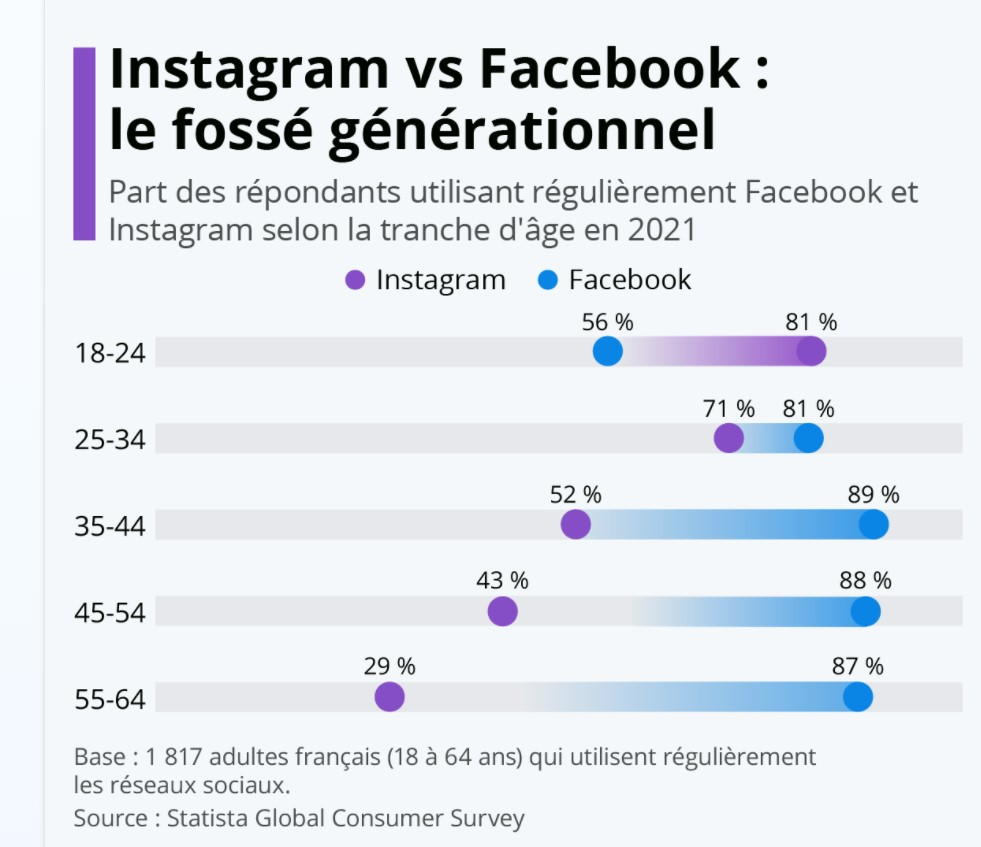 Instagram vs Facebook :
le fossé générationnel
Part des répondants utilisant régulièrement Facebook et
Instagram selon la tranche d'âge en 2021
Instagram Facebook
56 % 81 %
18-24
71 % 81 %
25-34
52 % 89 %
35-44
43 % 88 %
45-54
29 % 87 %
55-64
Base : 1 817 adultes français (18 à 64 ans) qui utilisent régulièrement
les réseaux sociaux.
Source : Statista Global Consumer Survey